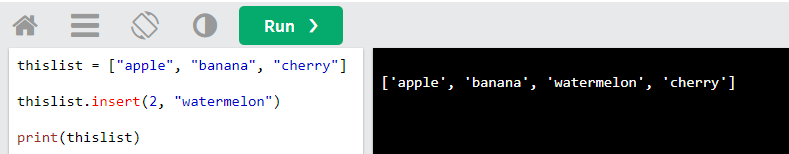 Run ❯
thislist = ["apple", "banana", "cherry"]
thislist.insert(2, "watermelon")
print(thislist)
['apple', 'banana', 'watermelon', 'cherry']